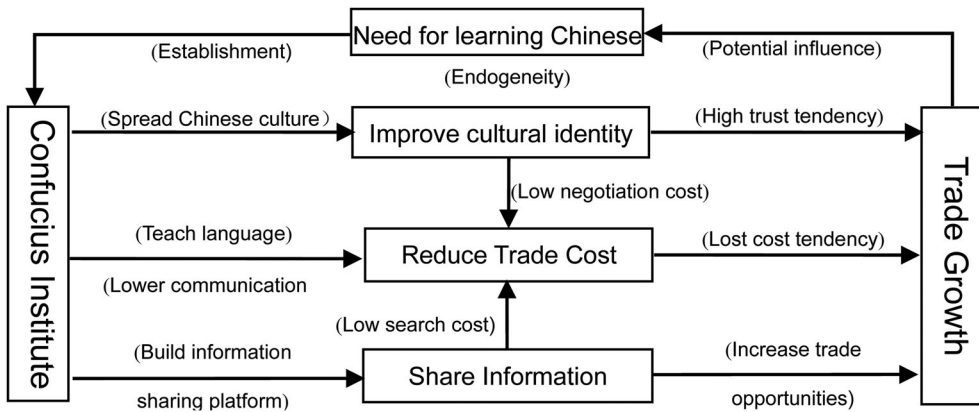 Need for learning Chinese
(Establishment)
(Potential influence)
(Endogeneity)
Confucius Institute
(Spread Chinese culture)
Improve cultural identity
(High trust tendency)
Trade Growth
(Low negotiation cost)
(Teach language)
Reduce Trade Cost
(Lost cost tendency)
(Lower communication
(Low search cost)
(Build information
sharing platform)
Share Information
(Increase trade
opportunities)